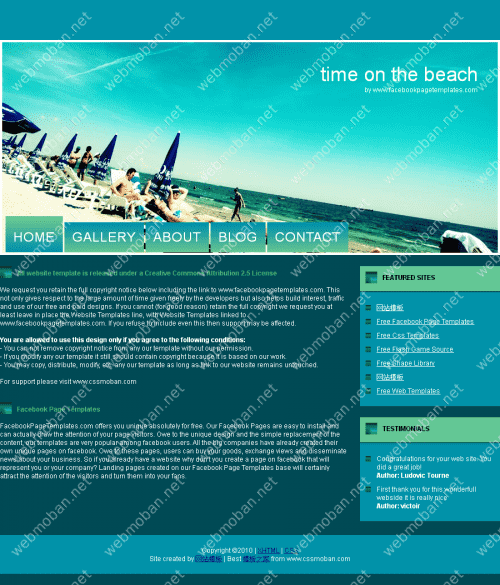 time on the beach
by www.facebookpagetemplates.com
HOME GALLERY ABOUT BLOG CONTACT
website template is released under a Creative Commons Attribution 2.5 License
We request you retain the full copyright notice below including the link to www.facebookpagetemplates.com. This
not only gives respect to the large amount of time given freely by the developers but also helps build interest, traffic
and use of our free and paid designs. If you cannot (for good reason) retain the full copyright we request you at
least leave in place the Website Templates line, with Website Templates linked to
www.facebookpagetemplates.com. If you refuse to include even this then support may be affected.
You are allowed to use this design only if you agree to the following conditions:
- You can not remove copyright notice from any our template without our permission.
- If you modify any our template it still should contain copyright because it is based on our work.
- You may copy, distribute, modify, etc. any our template as long as link to our website remains untouched.
For support please visit www.cssmoban.com
Facebook Page Templates
FacebookPageTemplates.com offers you unique absolutely for free. Our Facebook Pages are easy to install and
can actually draw the attention of your page visitors. Owe to the unique design and the simple replacement of the
content, our templates are very popular among facebook users. All the big companies have already created their
own unique pages on facebook. Owe to these pages, users can buy your goods, exchange views and disseminate
news about your business. So if you already have a website why don't you create a page on facebook that will
represent you or your company? Landing pages created on our Facebook Page Templates base will certainly
attract the attention of the visitors and turn them into your fans.
FEATURED SITES
网站模板
Free Facebook Page Templates
Free Css Templates
Free Flash Game Source
Free Shape Library
网站模板
Free Web Templates
TESTIMONIALS
Congratulations for your web site. You
did a great job!
Author: Ludovic Tourne
First thank you for this wonderfull
webside it is really nice
Author: victoir
Copyright ©2010 | XHTML | CSS
Site created by 网站模板 | Best 模板之家 from www.cssmoban.com
webmoban.net